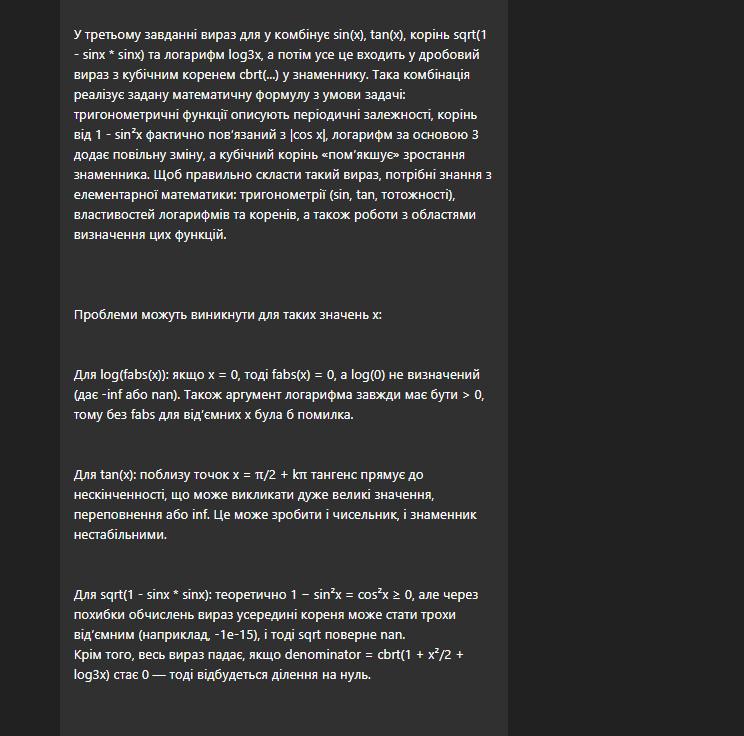 У третьому завданні вираз для y комбінує sin(x), tan(x), корінь sqrt(1
- sinx * sinx) та логарифм log3x, а потім усе це входить у дробовий
вираз з кубічним коренем cbrt(...) у знаменнику. Така комбінація
реалізує задану математичну формулу з умови задачі:
тригонометричні функції описують періодичні залежності, корінь
від 1 - sin²x фактично пов’язаний з |cos x|, логарифм за основою 3
додає повільну зміну, а кубічний корінь «пом’якшує» зростання
знаменника. Щоб правильно скласти такий вираз, потрібні знання з
елементарної математики: тригонометрії (sin, tan, тотожності),
властивостей логарифмів та коренів, а також роботи з областями
визначення цих функцій.
Проблеми можуть виникнути для таких значень x:
Для log(fabs(x)): якщо x = 0, тоді fabs(x) = 0, а log(0) не визначений
(дає -inf або nan). Також аргумент логарифма завжди має бути > 0,
тому без fabs для від’ємних x була б помилка.
Для tan(x): поблизу точок x = π/2 + kπ тангенс прямує до
нескінченності, що може викликати дуже великі значення,
переповнення або inf. Це може зробити і чисельник, і знаменник
нестабільними.
Для sqrt(1 - sinx * sinx): теоретично 1 − sin²x = cos²x ≥ 0, але через
похибки обчислень вираз усередині кореня може стати трохи
від’ємним (наприклад, -1e-15), і тоді sqrt поверне nan.
Крім того, весь вираз падає, якщо denominator = cbrt(1 + x²/2 +
log3x) стає 0 — тоді відбудеться ділення на нуль.